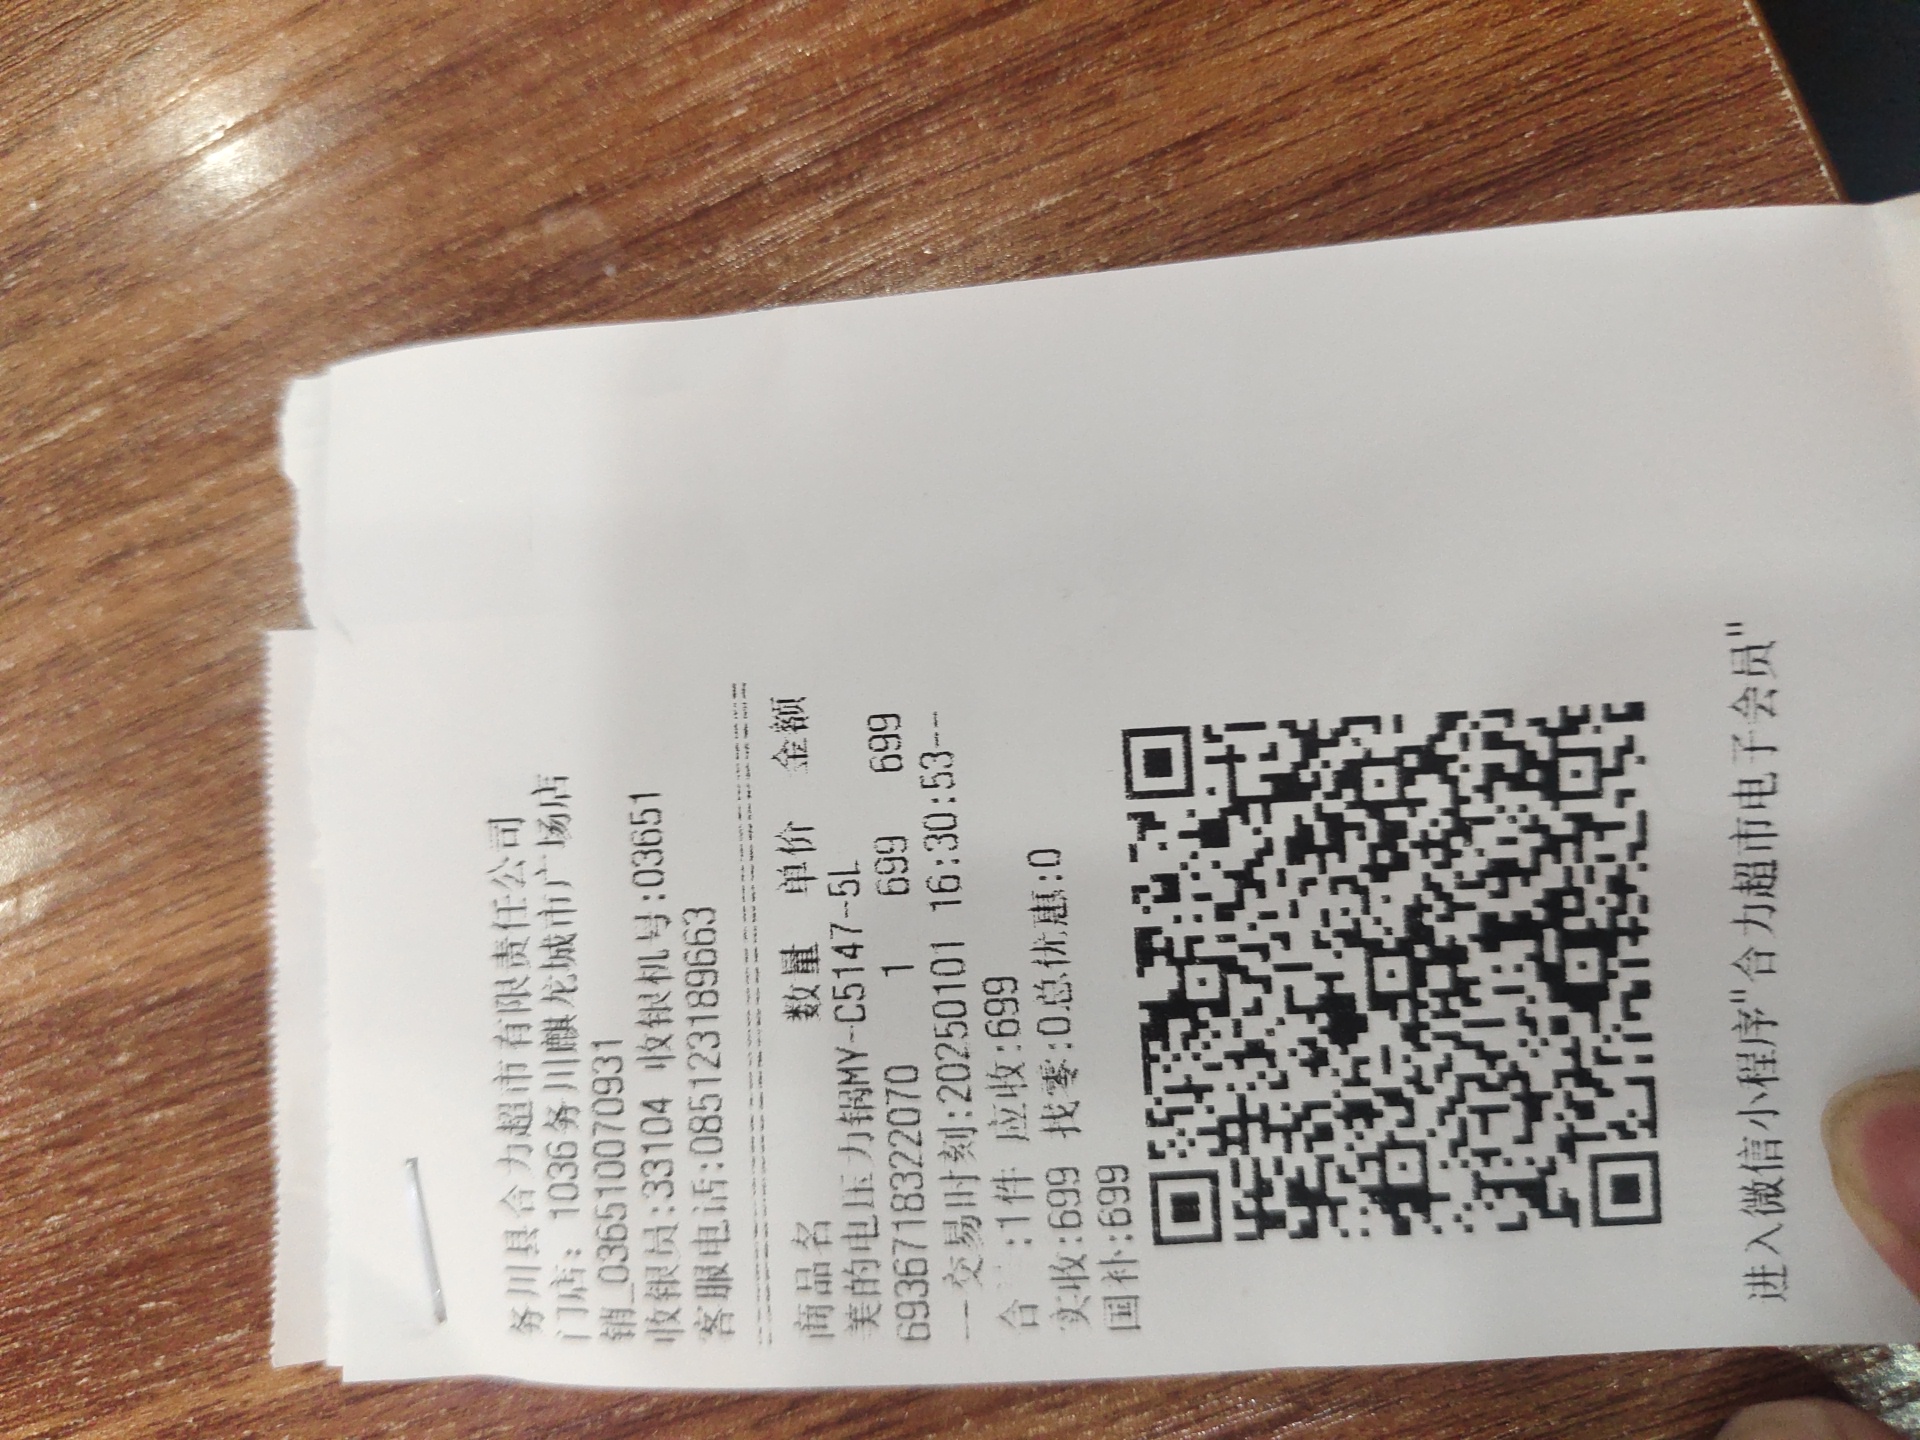 务川县合力超市有限责任公司
门店：1036务川麒龙城市广场店
销_036510070931
收银员:33104 收银机号:03651
客服电话:085123189663
商品名 数量 单价 金额
美的电压力锅MY-C5147-5L
6936718322070 1 699 699
--交易时刻:20250101 16:30:53--
合 :1件 应收:699
实收:699 找零:0总优惠:0
国补:699
进入微信小程序"合力超市电子会员"